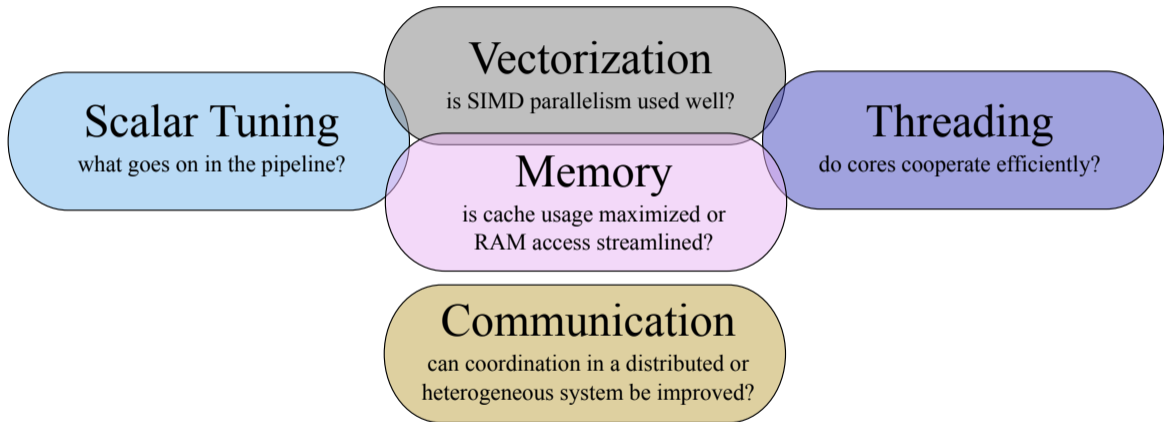 Vectorization
is SIMD parallelism used well?
Scalar Tuning
what goes on in the pipeline?
Threading
do cores cooperate efficiently?
Memory
is cache usage maximized or
RAM access streamlined?
Communication
can coordination in a distributed or
heterogeneous system be improved?